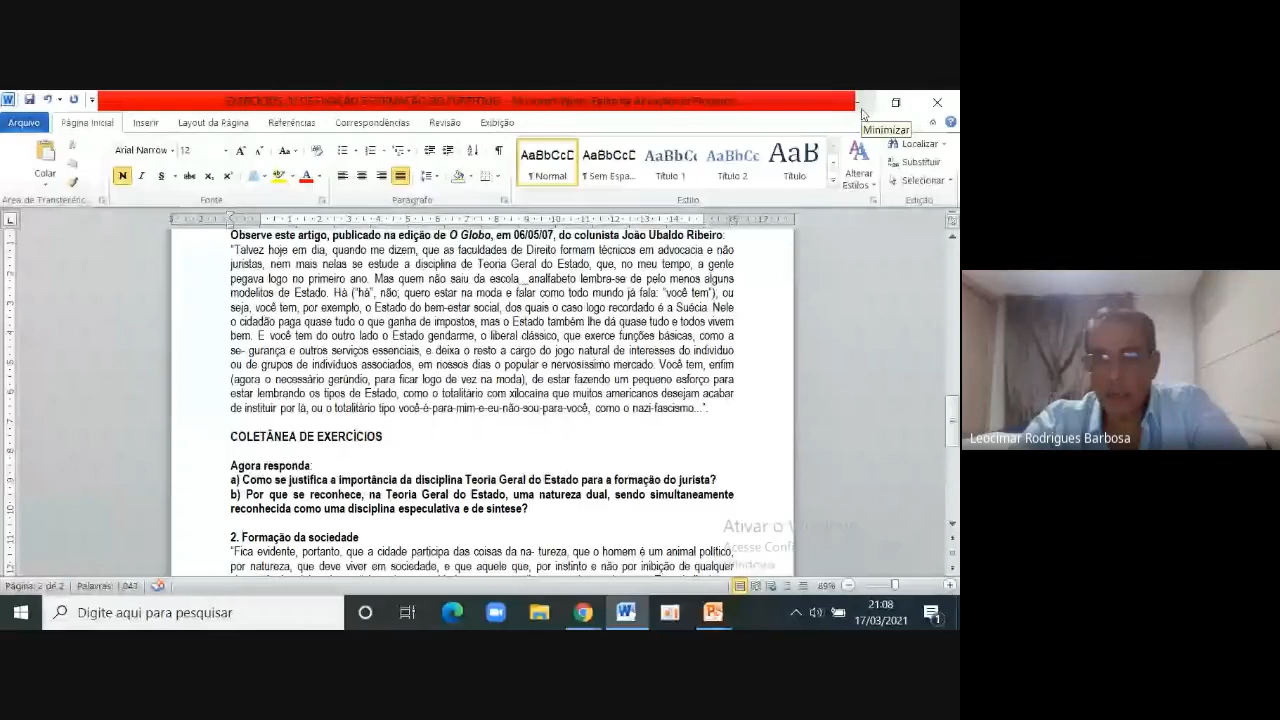 Minimizar
Arquivo Página Inicial Inserir Layout da Página Referências Correspondências Revisão Exibição
Colar
Arial Narrow 12
AaBbCcD AaBbCcD AaBbCc AaBbCc AaB
¶ Normal ¶ Sem Espa... Título 1 Título 2 Título
Alterar
Estilos
Localizar
Substituir
Selecionar
Área de Transferênc... Fonte Parágrafo Estilo Edição
Observe este artigo, publicado na edição de O Globo, em 06/05/07, do colunista João Ubaldo Ribeiro:
"Talvez hoje em dia, quando me dizem, que as faculdades de Direito formam técnicos em advocacia e não
juristas, nem mais nelas se estude a disciplina de Teoria Geral do Estado, que, no meu tempo, a gente
pegava logo no primeiro ano. Mas quem não saiu da escola analfabeto lembra-se de pelo menos alguns
modelitos de Estado. Há ("há", não; quero estar na moda e falar como todo mundo já fala: "você tem"), ou
seja, você tem, por exemplo, o Estado do bem-estar social, dos quais o caso logo recordado é a Suécia. Nele
o cidadão paga quase tudo o que ganha de impostos, mas o Estado também lhe dá quase tudo e todos vivem
bem. E você tem do outro lado o Estado gendarme, o liberal clássico, que exerce funções básicas, como a
se- gurança e outros serviços essenciais, e deixa o resto a cargo do jogo natural de interesses do indivíduo
ou de grupos de indivíduos associados, em nossos dias o popular e nervosíssimo mercado. Você tem, enfim
(agora o necessário gerúndio, para ficar logo de vez na moda), de estar fazendo um pequeno esforço para
estar lembrando os tipos de Estado, como o totalitário com xilocaína que muitos americanos desejam acabar
de instituir por lá, ou o totalitário tipo você-é-para-mim-e-eu-não-sou-para-você, como o nazi-fascismo...".
COLETÂNEA DE EXERCÍCIOS
Agora responda:
a) Como se justifica a importância da disciplina Teoria Geral do Estado para a formação do jurista?
b) Por que se reconhece, na Teoria Geral do Estado, uma natureza dual, sendo simultaneamente
reconhecida como uma disciplina especulativa e de síntese?
2. Formação da sociedade
"Fica evidente, portanto, que a cidade participa das coisas da na- tureza, que o homem é um animal político,
por natureza, que deve viver em sociedade, e que aquele que, por instinto e não por inibição de qualquer
Ativar o Windows
Página: 2 de 2 Palavras: 1.041 89%
Digite aqui para pesquisar
21:08
17/03/2021
Leocimar Rodrigues Barbosa